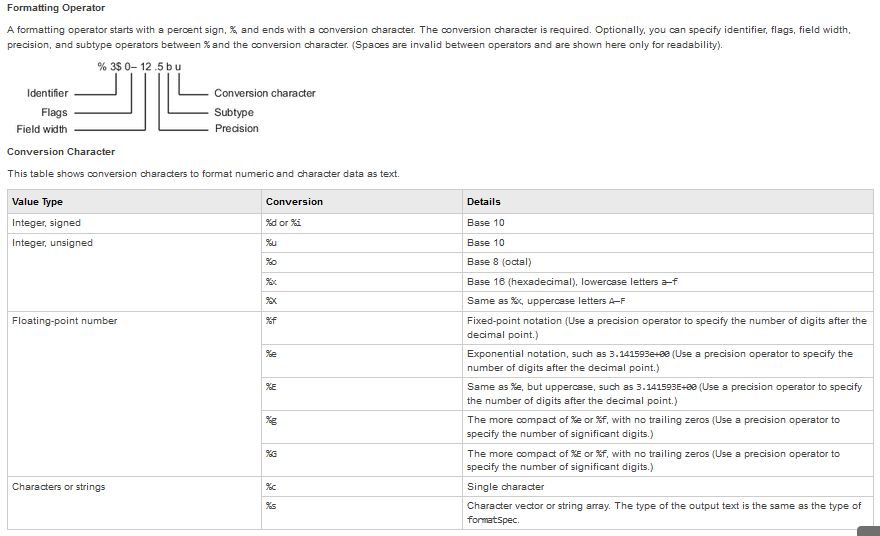 Formatting Operator
A formatting operator starts with a percent sign, %, and ends with a conversion character. The conversion character is required. Optionally, you can specify identifier, flags, field width,
precision, and subtype operators between % and the conversion character. (Spaces are invalid between operators and are shown here only for readability).
% 3$ 0– 12 .5 b u
Identifier Conversion character
Flags Subtype
Field width Precision
Conversion Character
This table shows conversion characters to format numeric and character data as text.
Value Type Conversion Details
Integer, signed %d or %i Base 10
Integer, unsigned %u Base 10
%o Base 8 (octal)
%x Base 16 (hexadecimal), lowercase letters a–f
%X Same as %x, uppercase letters A–F
Floating-point number %f Fixed-point notation (Use a precision operator to specify the number of digits after the
decimal point.)
%e Exponential notation, such as 3.141593e+00 (Use a precision operator to specify the
number of digits after the decimal point.)
%E Same as %e, but uppercase, such as 3.141593E+00 (Use a precision operator to specify
the number of digits after the decimal point.)
%g The more compact of %e or %f, with no trailing zeros (Use a precision operator to
specify the number of significant digits.)
%G The more compact of %E or %f, with no trailing zeros (Use a precision operator to
specify the number of significant digits.)
Characters or strings %c Single character
%s Character vector or string array. The type of the output text is the same as the type of
formatSpec.